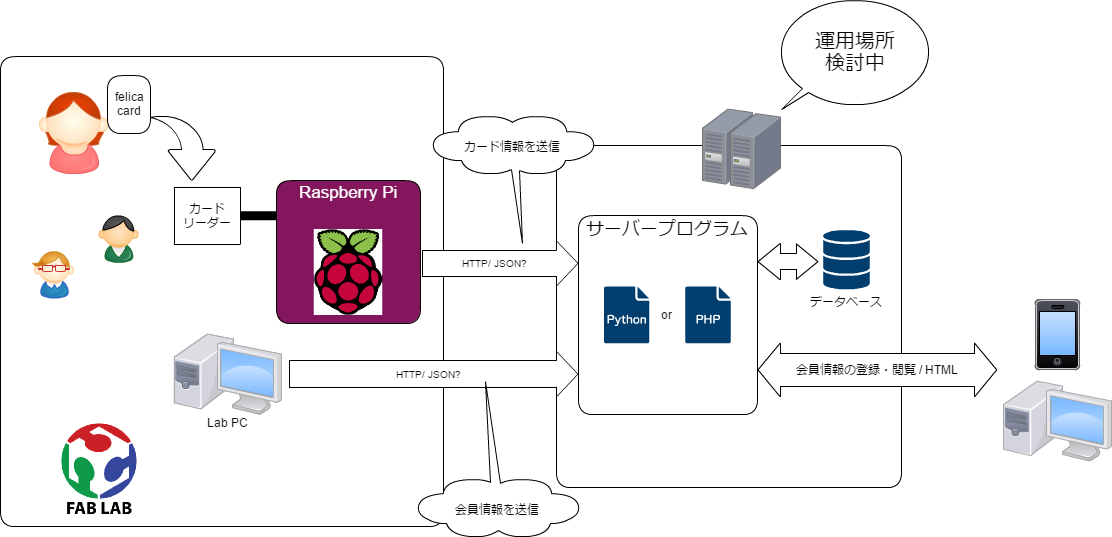 運用場所
検討中
felica
card
カード情報を送信
カード
リーダー
Raspberry Pi
サーバープログラム
HTTP/ JSON?
Python
or
PHP
データベース
HTTP/ JSON?
会員情報の登録・閲覧 / HTML
Lab PC
会員情報を送信
FAB LAB